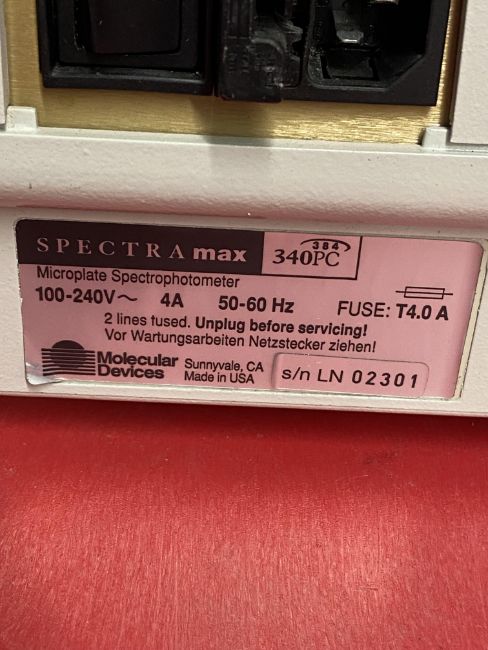 SPECTRAmax 340PC 384
Microplate Spectrophotometer
100-240V ~ 4A 50-60 Hz FUSE: T4.0 A
2 lines fused. Unplug before servicing!
Vor Wartungsarbeiten Netzstecker ziehen!
Molecular Devices
Sunnyvale, CA
Made in USA
s/n LN 02301